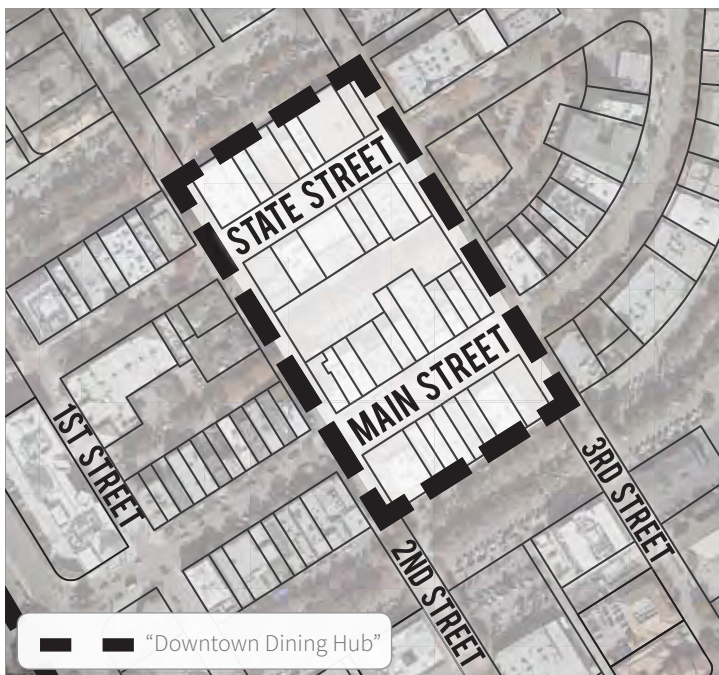 STATE STREET
MAIN STREET
1ST STREET
2ND STREET
3RD STREET
“Downtown Dining Hub”